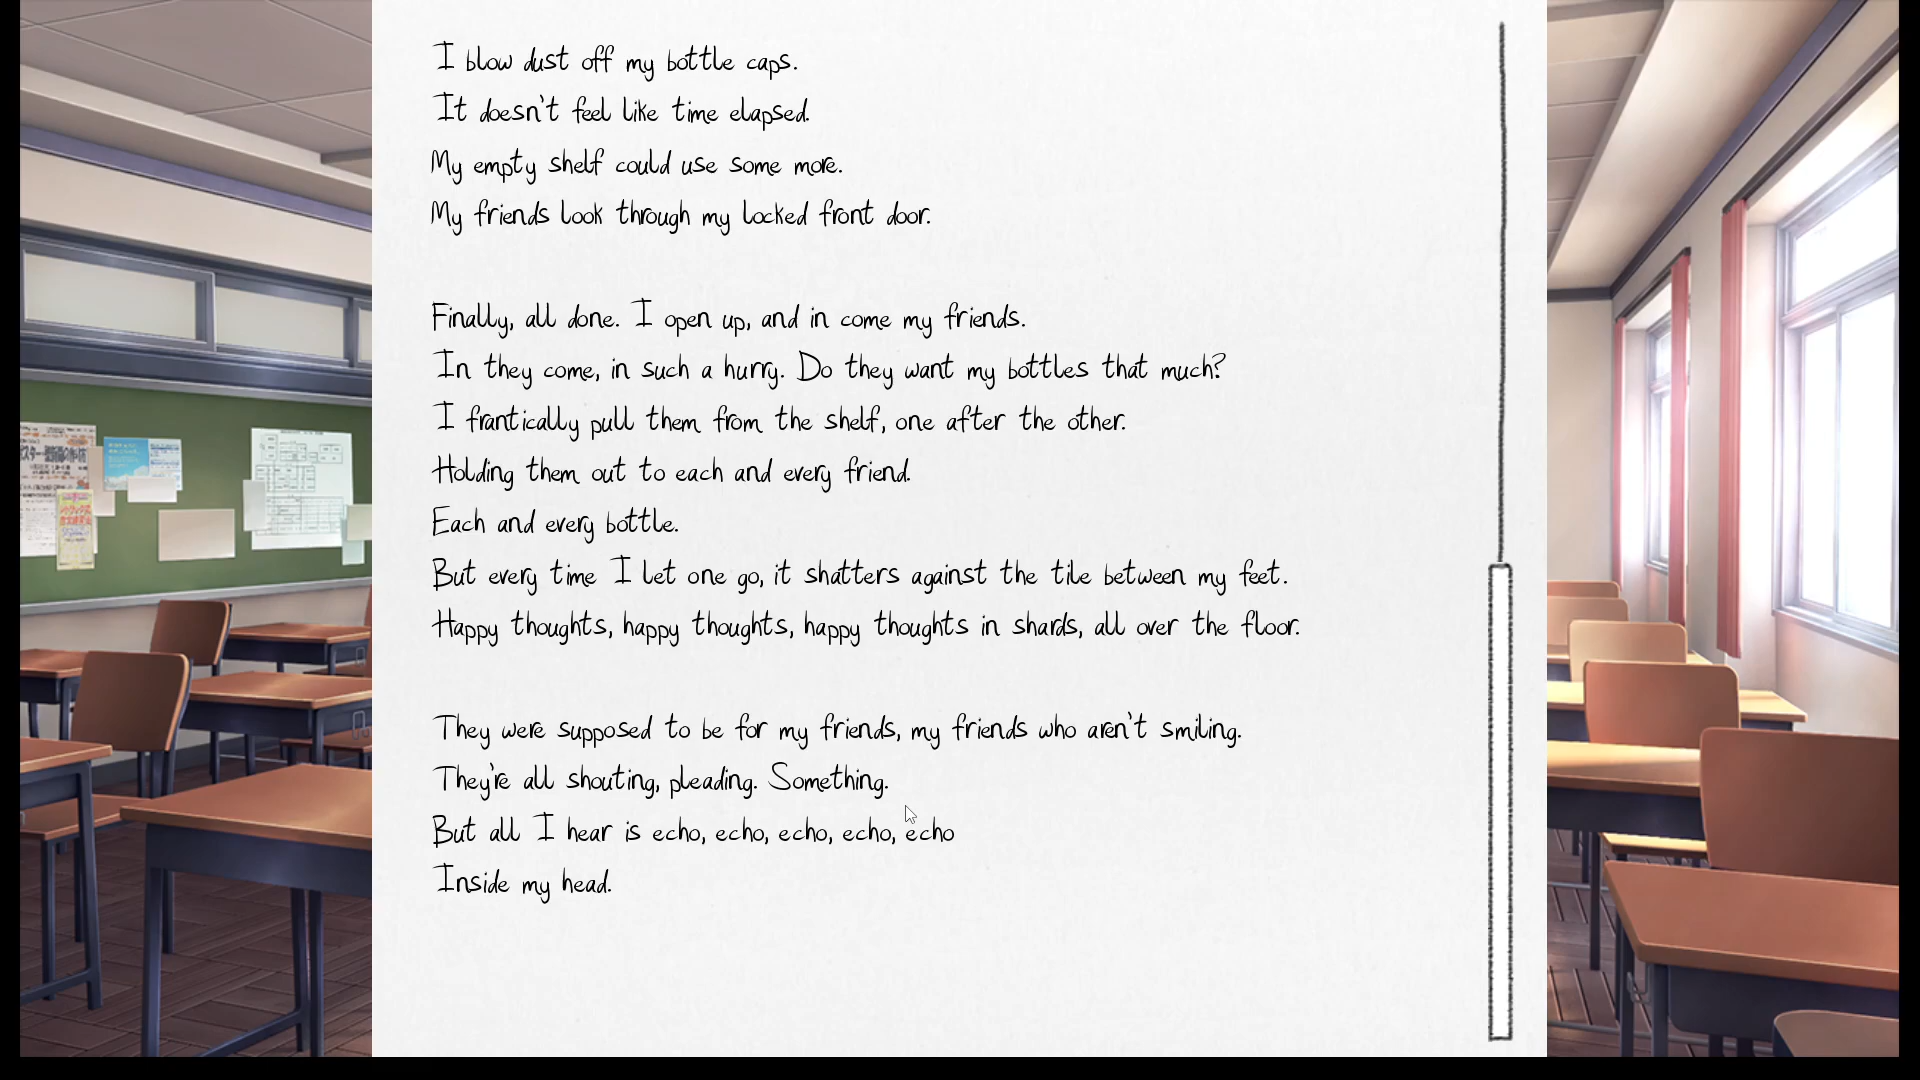 I blow dust off my bottle caps.
It doesn't feel like time elapsed.
My empty shelf could use some more.
My friends look through my locked front door.
Finally, all done. I open up, and in come my friends.
In they come, in such a hurry. Do they want my bottles that much?
I frantically pull them from the shelf, one after the other.
Holding them out to each and every friend.
Each and every bottle.
But every time I let one go, it shatters against the tile between my feet.
Happy thoughts, happy thoughts, happy thoughts in shards, all over the floor.
They were supposed to be for my friends, my friends who aren't smiling.
They're all shouting, pleading. Something.
But all I hear is echo, echo, echo, echo, echo
Inside my head.